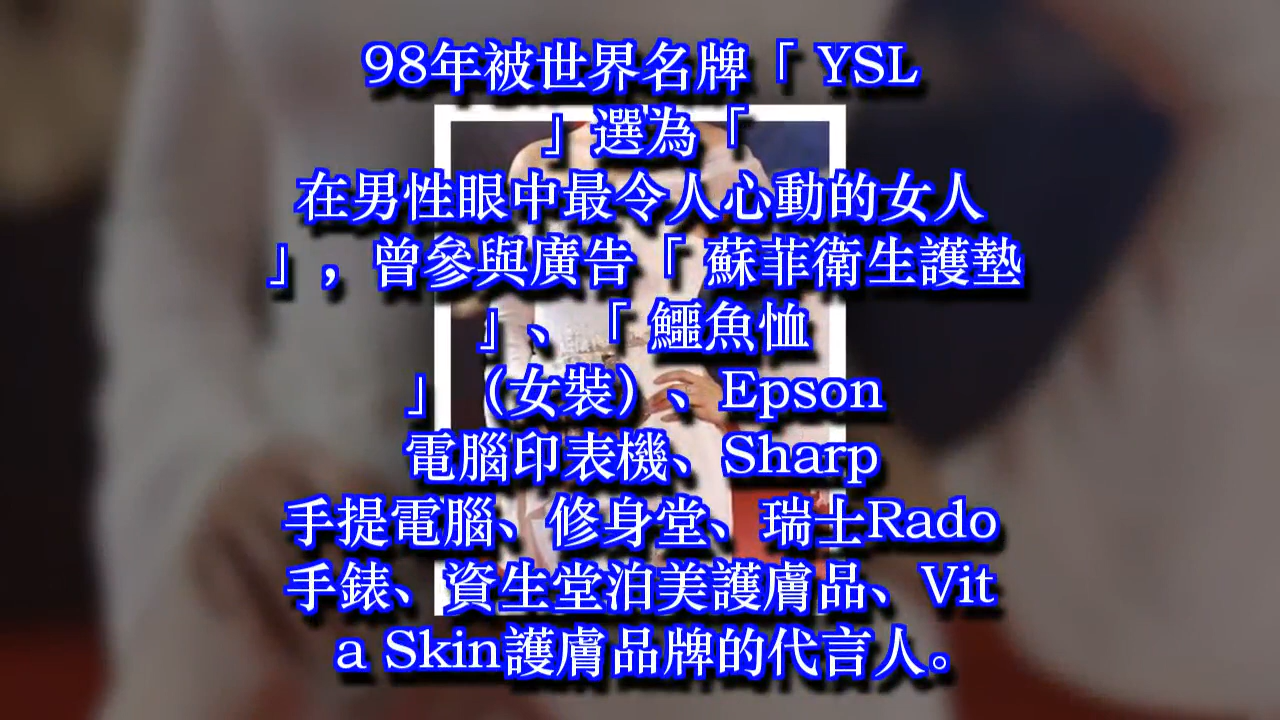 98年被世界名牌「 YSL
」選為「
在男性眼中最令人心動的女人
」，曾參與廣告「 蘇菲衛生護墊
」、「 鱷魚恤
」（女裝）、Epson
電腦印表機、Sharp
手提電腦、修身堂、瑞士Rado
手錶、資生堂泊美護膚品、Vit
a Skin護膚品牌的代言人。